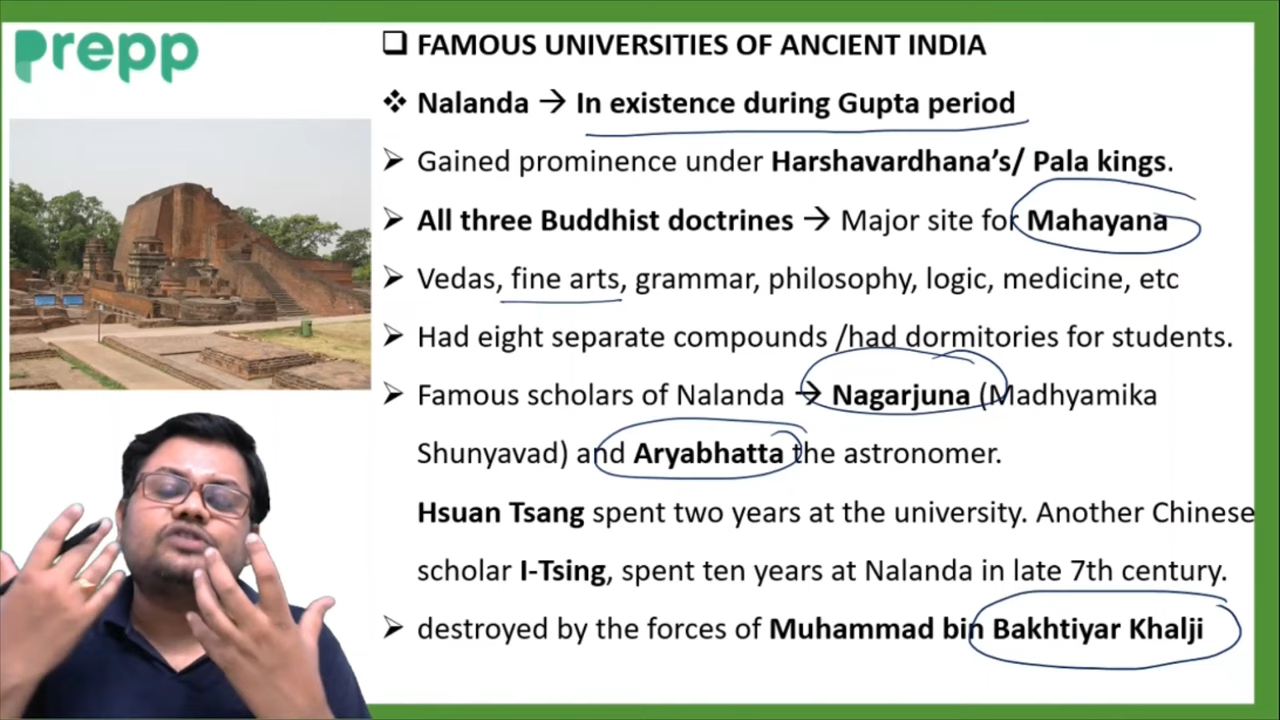 prepp
❑ FAMOUS UNIVERSITIES OF ANCIENT INDIA
❖ Nalanda → In existence during Gupta period
➢ Gained prominence under Harshavardhana’s/ Pala kings.
➢ All three Buddhist doctrines → Major site for Mahayana
➢ Vedas, fine arts, grammar, philosophy, logic, medicine, etc
➢ Had eight separate compounds /had dormitories for students.
➢ Famous scholars of Nalanda → Nagarjuna (Madhyamika
Shunyavad) and Aryabhatta the astronomer.
Hsuan Tsang spent two years at the university. Another Chinese
scholar I-Tsing, spent ten years at Nalanda in late 7th century.
➢ destroyed by the forces of Muhammad bin Bakhtiyar Khalji